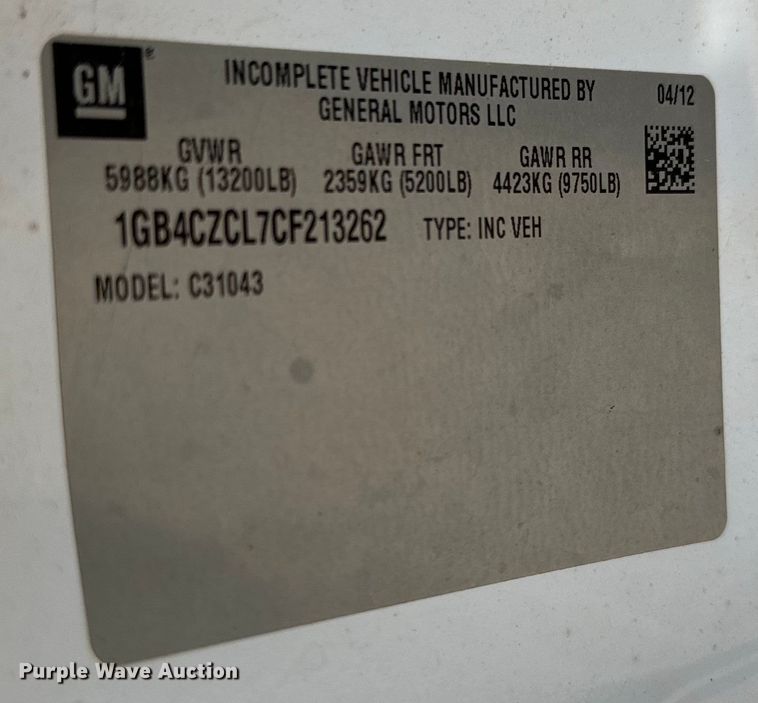 GM®
INCOMPLETE VEHICLE MANUFACTURED BY
GENERAL MOTORS LLC
04/12
GVWR GAWR FRT GAWR RR
5988KG (13200LB) 2359KG (5200LB) 4423KG (9750LB)
1GB4CZCL7CF213262 TYPE: INC VEH
MODEL: C31043
Purple Wave Auction